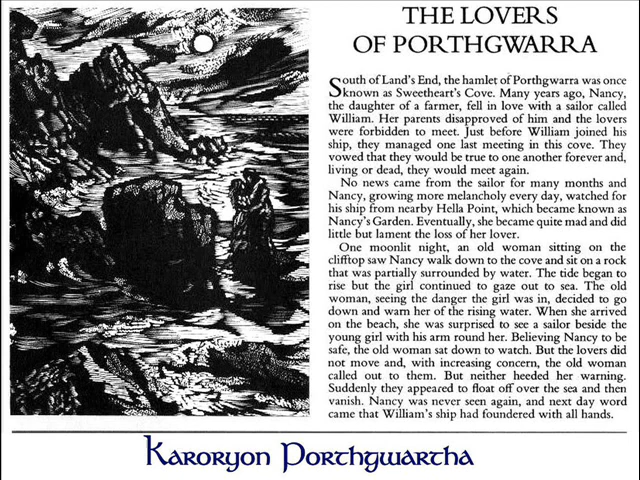 THE LOVERS
OF PORTHGWARRA
South of Land's End, the hamlet of Porthgwarra was once
known as Sweetheart's Cove. Many years ago, Nancy,
the daughter of a farmer, fell in love with a sailor called
William. Her parents disapproved of him and the lovers
were forbidden to meet. Just before William joined his
ship, they managed one last meeting in this cove. They
vowed that they would be true to one another forever and,
living or dead, they would meet again.
No news came from the sailor for many months and
Nancy, growing more melancholy every day, watched for
his ship from nearby Hella Point, which became known as
Nancy's Garden. Eventually, she became quite mad and did
little but lament the loss of her lover.
One moonlit night, an old woman sitting on the
clifftop saw Nancy walk down to the cove and sit on a rock
that was partially surrounded by water. The tide began to
rise but the girl continued to gaze out to sea. The old
woman, seeing the danger the girl was in, decided to go
down and warn her of the rising water. When she arrived
on the beach, she was surprised to see a sailor beside the
young girl with his arm round her. Believing Nancy to be
safe, the old woman sat down to watch. But the lovers did
not move and, with increasing concern, the old woman
called out to them. But neither heeded her warning.
Suddenly they appeared to float off over the sea and then
vanish. Nancy was never seen again, and next day word
came that William's ship had foundered with all hands.
Karoryon Porthgwartha